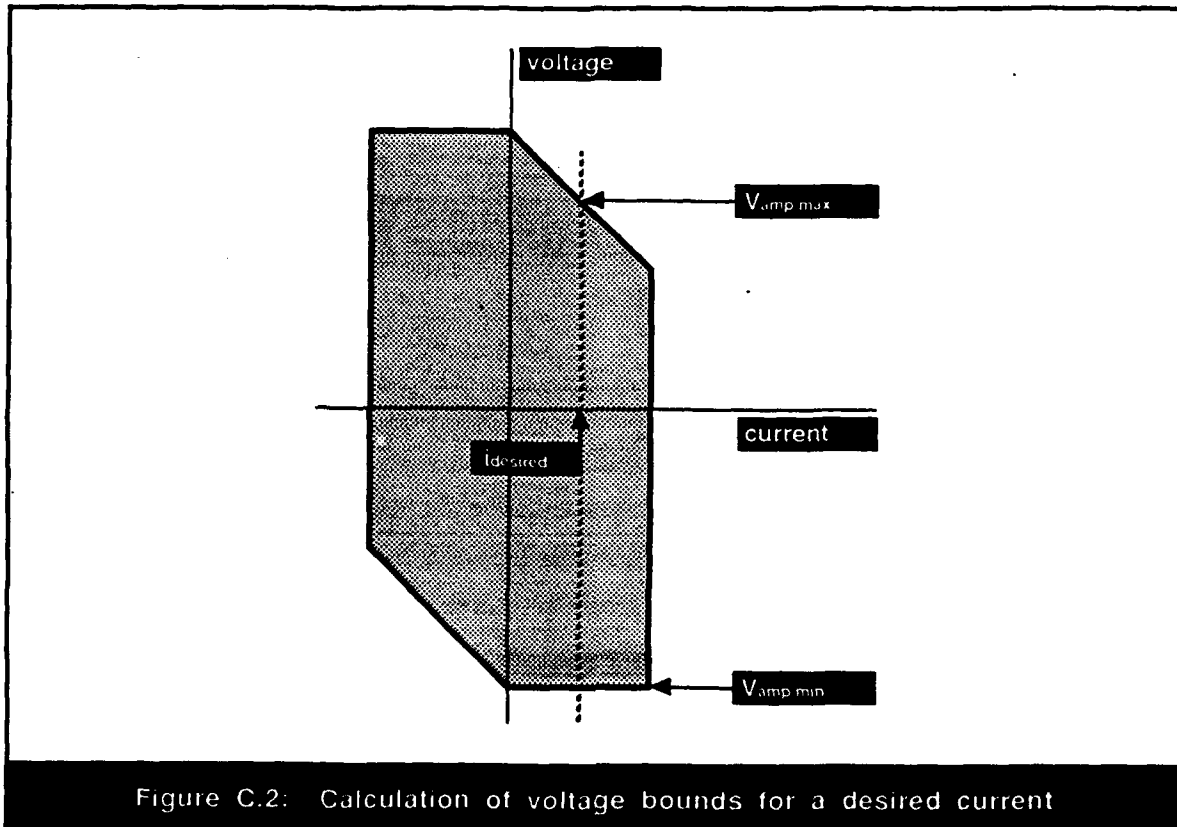 voltage
Vamp max
current
idesired
Vamp min
Figure C.2: Calculation of voltage bounds for a desired current